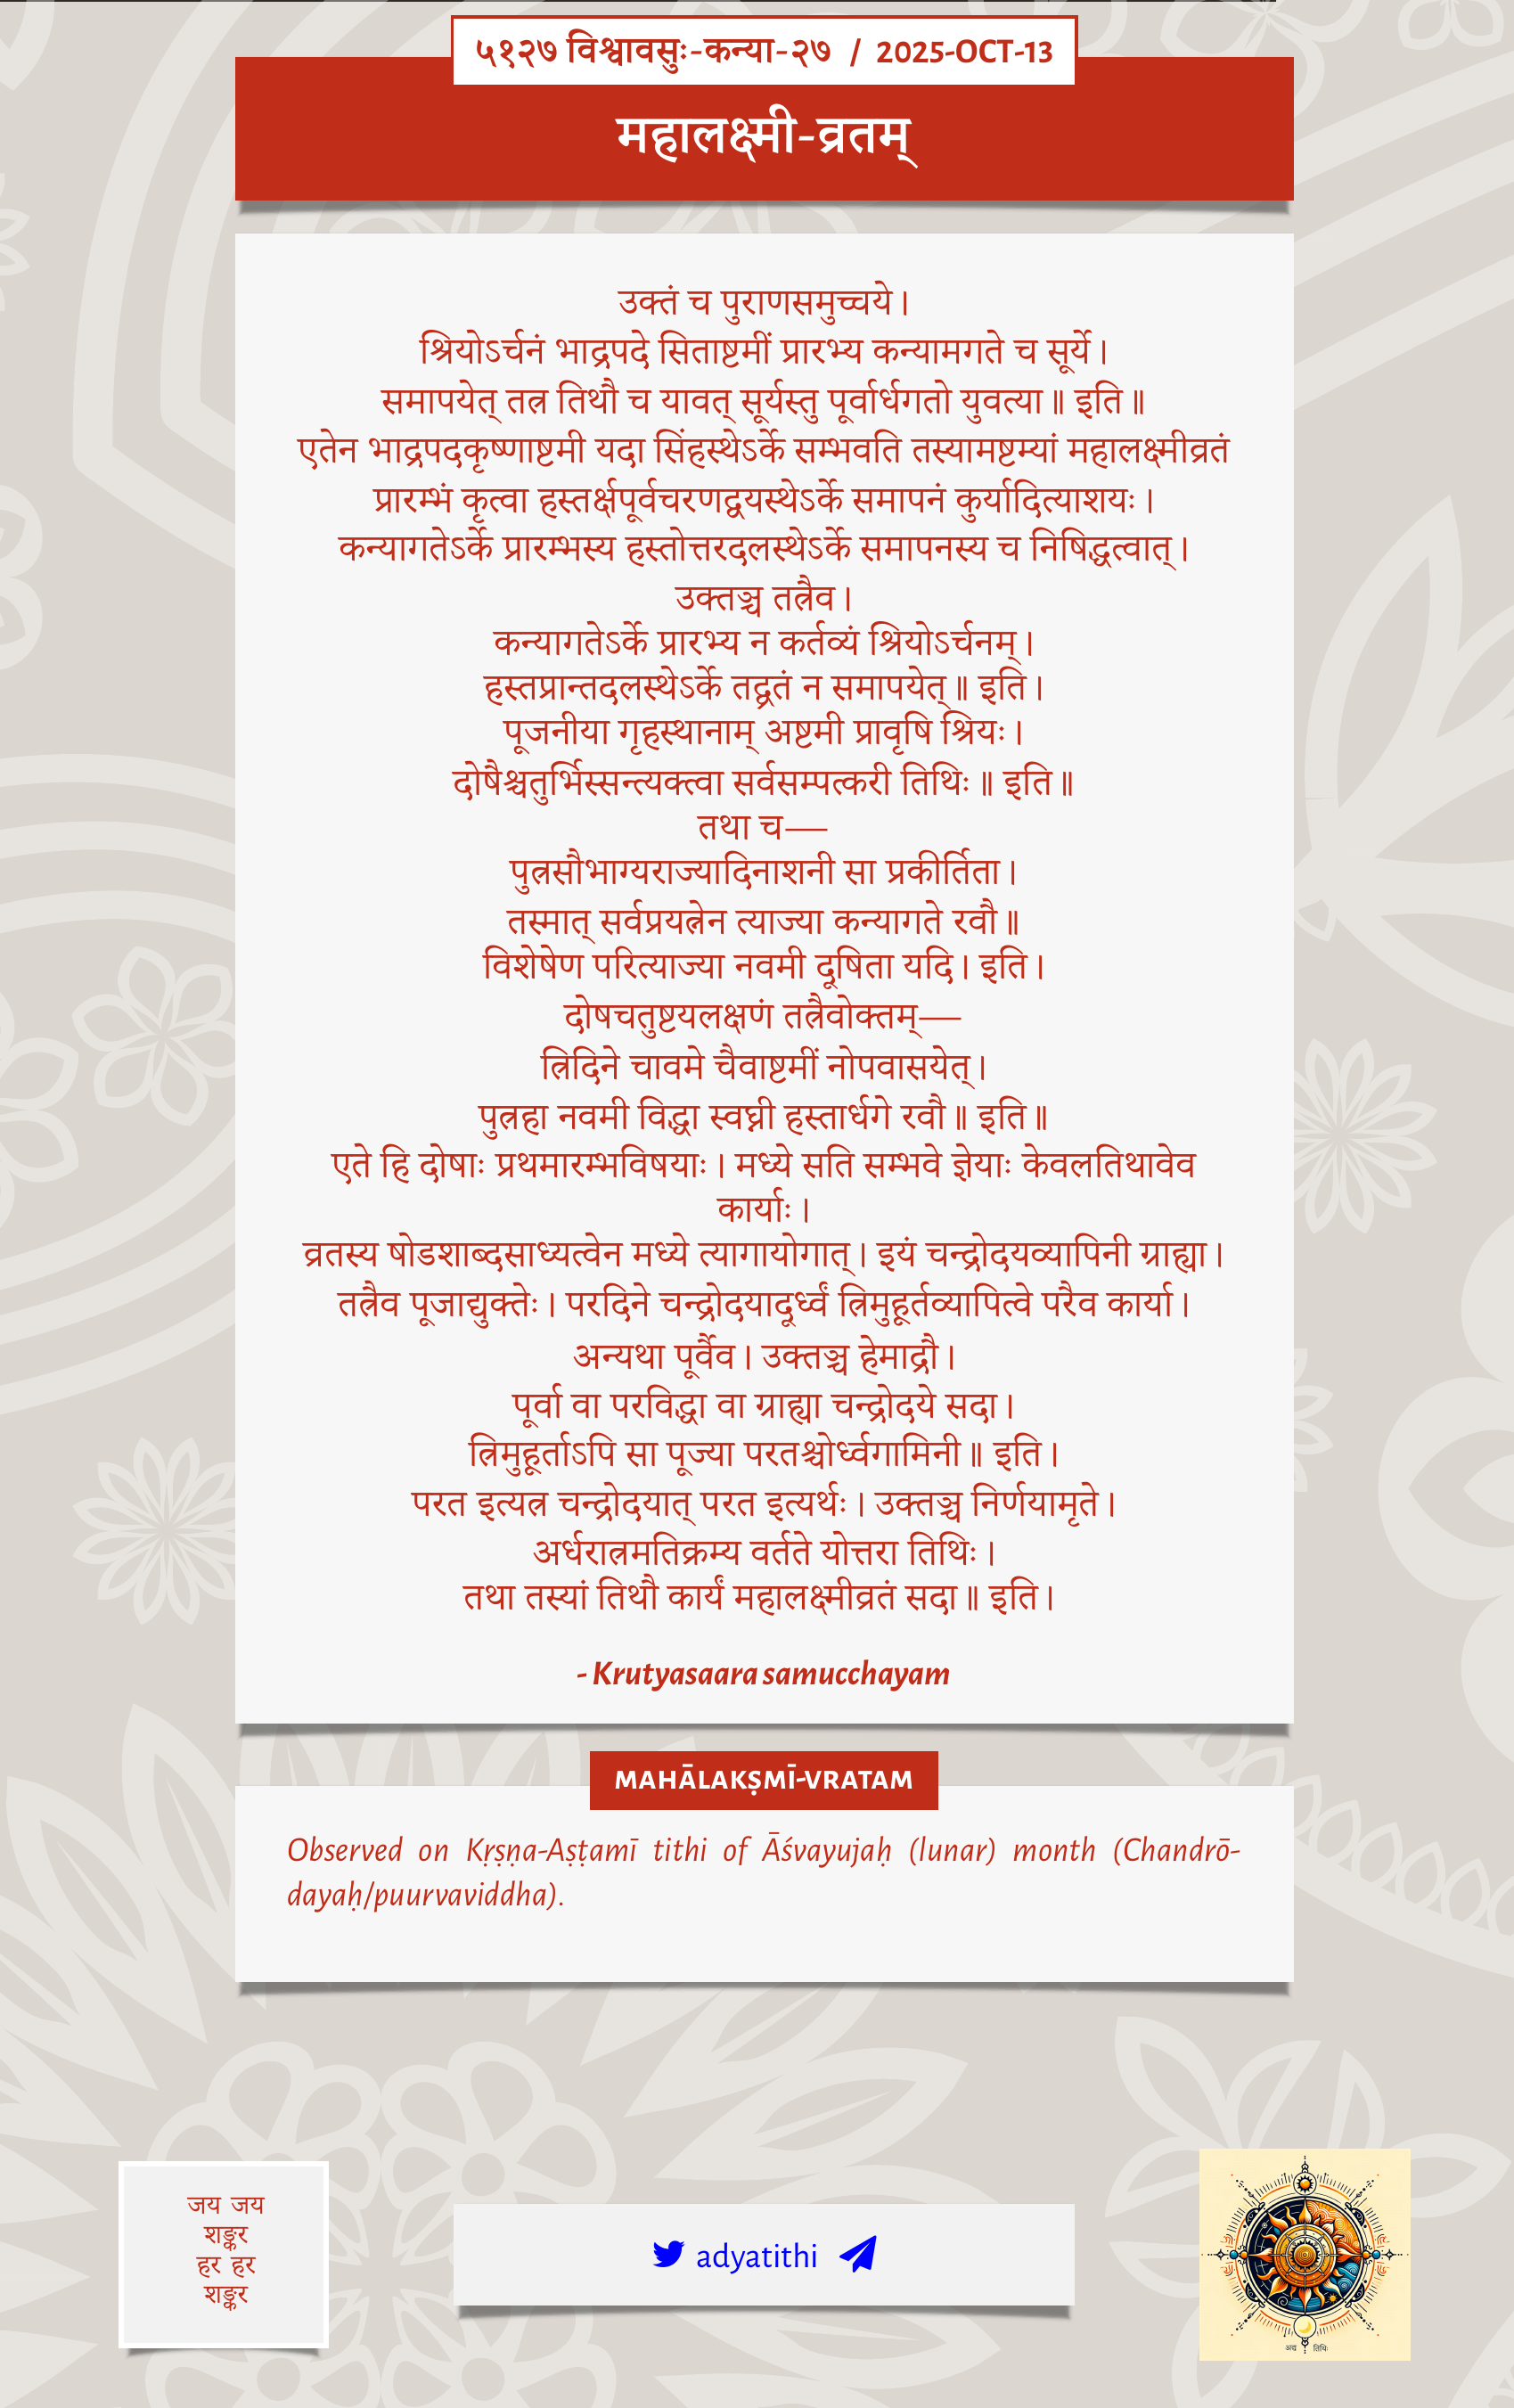 ५१२७ विश्वावसुः-कन्या-२७ / 2025-OCT-13
महालक्ष्मी-व्रतम्
उक्तं च पुराणसमुच्चये।
श्रियोऽर्चनं भाद्रपदे सिताष्टमीं प्रारभ्य कन्यामगते च सूर्ये।
समापयेत् तत्र तिथौ च यावत् सूर्यस्तु पूर्वार्धगतो युवत्या॥ इति॥
एतेन भाद्रपदकृष्णाष्टमी यदा सिंहस्थेऽर्के सम्भवति तस्यामष्टम्यां महालक्ष्मीव्रतं
प्रारम्भं कृत्वा हस्तर्क्षपूर्वचरणद्वयस्थेऽर्के समापनं कुर्यादित्याशयः।
कन्यागतेऽर्के प्रारम्भस्य हस्तोत्तरदलस्थेऽर्के समापनस्य च निषिद्धत्वात्।
उक्तञ्च तत्रैव।
कन्यागतेऽर्के प्रारभ्य न कर्तव्यं श्रियोऽर्चनम्।
हस्तप्रान्तदलस्थेऽर्के तद्व्रतं न समापयेत्॥ इति।
पूजनीया गृहस्थानाम् अष्टमी प्रावृषि श्रियः।
दोषैश्चतुर्भिस्सन्त्यक्त्वा सर्वसम्पत्करी तिथिः॥ इति॥
तथा च—
पुत्रसौभाग्यराज्यादिनाशनी सा प्रकीर्तिता।
तस्मात् सर्वप्रयत्नेन त्याज्या कन्यागते रवौ॥
विशेषेण परित्याज्या नवमी दूषिता यदि। इति।
दोषचतुष्टयलक्षणं तत्रैवोक्तम्—
त्रिदिने चावमे चैवाष्टमीं नोपवासयेत्।
पुत्रहा नवमी विद्धा स्वघ्नी हस्तार्धगे रवौ॥ इति॥
एते हि दोषाः प्रथमारम्भविषयाः। मध्ये सति सम्भवे ज्ञेयाः केवलतिथावेव
कार्याः।
व्रतस्य षोडशाब्दसाध्यत्वेन मध्ये त्यागायोगात्। इयं चन्द्रोदयव्यापिनी ग्राह्या।
तत्रैव पूजाद्युक्तेः। परदिने चन्द्रोदयादूर्ध्वं त्रिमुहूर्तव्यापित्वे परैव कार्या।
अन्यथा पूर्वैव। उक्तञ्च हेमाद्रौ।
पूर्वा वा परविद्धा वा ग्राह्या चन्द्रोदये सदा।
त्रिमुहूर्ताऽपि सा पूज्या परतश्चोर्ध्वगामिनी॥ इति।
परत इत्यत्र चन्द्रोदयात् परत इत्यर्थः। उक्तञ्च निर्णयामृते।
अर्धरात्रमतिक्रम्य वर्तते योत्तरा तिथिः।
तथा तस्यां तिथौ कार्यं महालक्ष्मीव्रतं सदा॥ इति।
- Krutyasaara samucchayam
MAHĀLAKṢMĪ-VRATAM
Observed on Kṛṣṇa-Aṣṭamī tithi of Āśvayujaḥ (lunar) month (Chandrō-
dayaḥ/puurvaviddha).
जय जय
शङ्कर
हर हर
शङ्कर
adyatithi
अद्य तिथिः